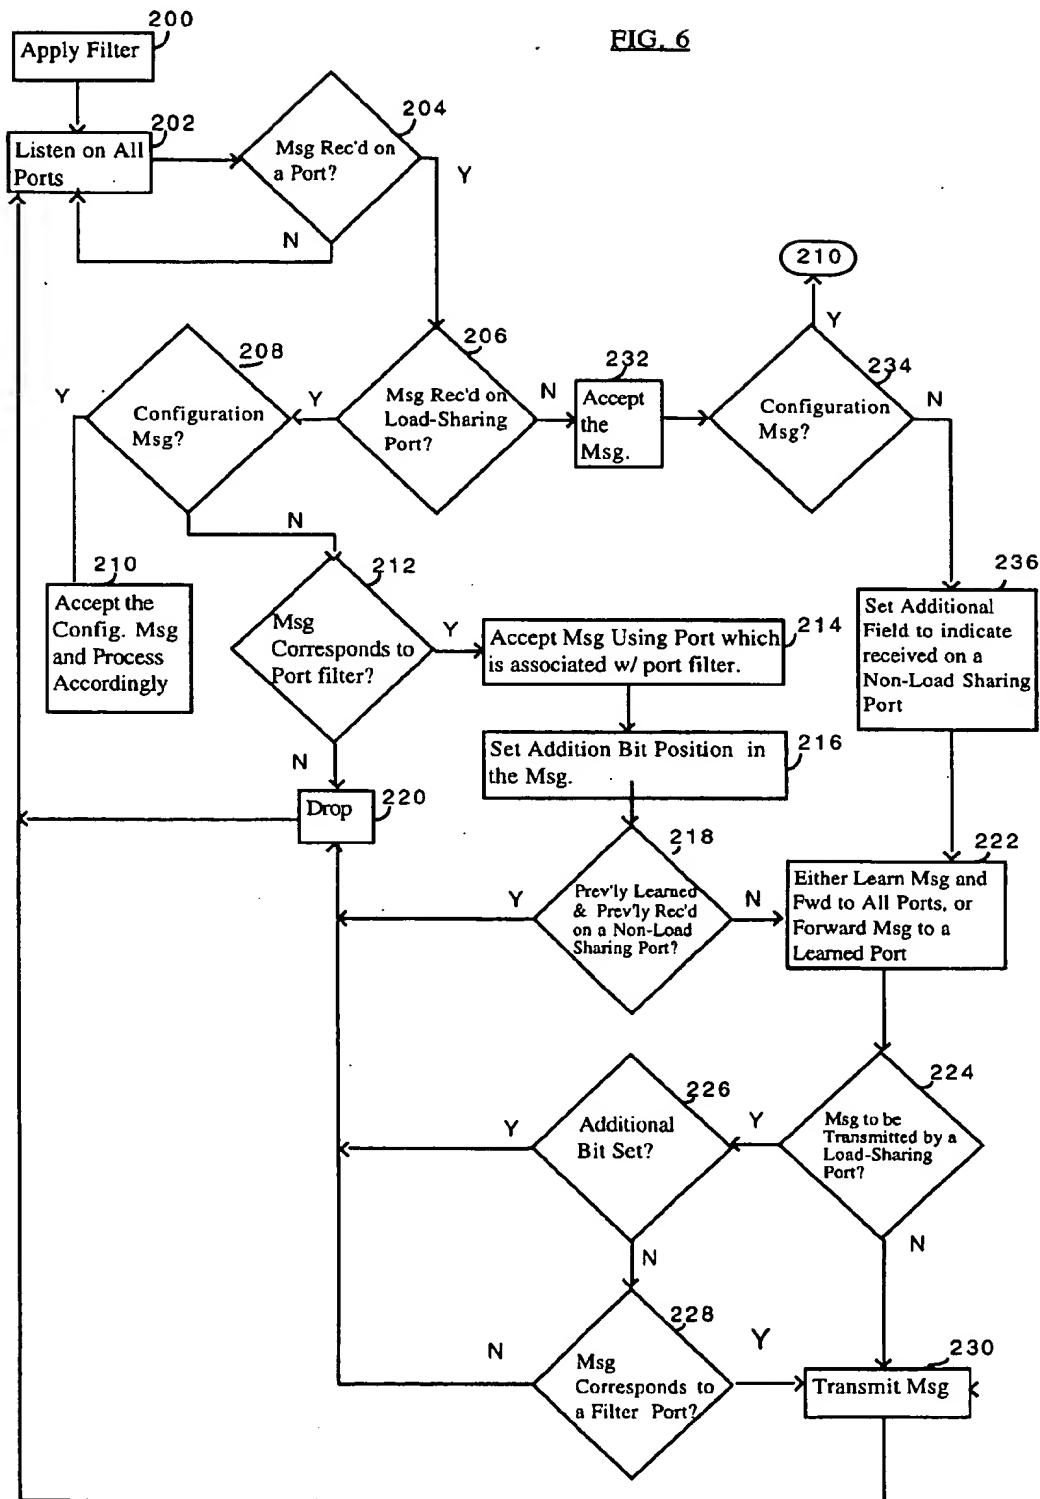 FIG. 6
200
Apply Filter
202
Listen on All
Ports
204
Msg Rec'd on
a Port?
Y
N
210
206
Msg Rec'd on
Load-Sharing
Port?
Y
N
208
Configuration
Msg?
Y
N
232
Accept
the
Msg.
234
Configuration
Msg?
Y
N
210
Accept the
Config. Msg
and Process
Accordingly
212
Msg
Corresponds to
Port filter?
Y
N
214
Accept Msg Using Port which
is associated w/ port filter.
236
Set Additional
Field to indicate
received on a
Non-Load Sharing
Port
216
Set Addition Bit Position in
the Msg.
220
Drop
218
Prev'ly Learned
& Prev'ly Rec'd
on a Non-Load
Sharing Port?
Y
N
222
Either Learn Msg and
Fwd to All Ports, or
Forward Msg to a
Learned Port
224
Msg to be
Transmitted by a
Load-Sharing
Port?
Y
N
226
Additional
Bit Set?
Y
N
228
Msg
Corresponds to
a Filter Port?
N
Y
230
Transmit Msg